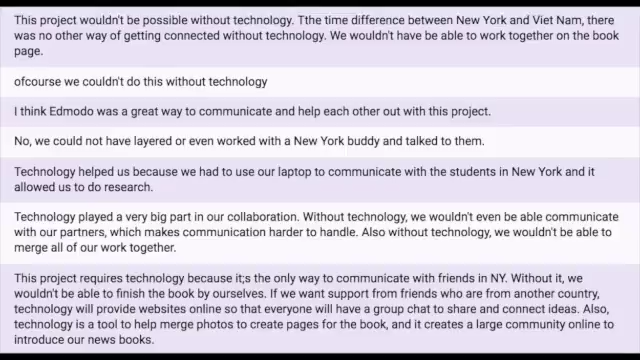 This project wouldn't be possible without technology. Tthe time difference between New York and Viet Nam, there
was no other way of getting connected without technology. We wouldn't have be able to work together on the book
page.
ofcourse we couldn't do this without technology
I think Edmodo was a great way to communicate and help each other out with this project.
No, we could not have layered or even worked with a New York buddy and talked to them.
Technology helped us because we had to use our laptop to communicate with the students in New York and it
allowed us to do research.
Technology played a very big part in our collaboration. Without technology, we wouldn't even be able communicate
with our partners, which makes communication harder to handle. Also without technology, we wouldn't be able to
merge all of our work together.
This project requires technology because it;s the only way to communicate with friends in NY. Without it, we
wouldn't be able to finish the book by ourselves. If we want support from friends who are from another country,
technology will provide websites online so that everyone will have a group chat to share and connect ideas. Also,
technology is a tool to help merge photos to create pages for the book, and it creates a large community online to
introduce our news books.